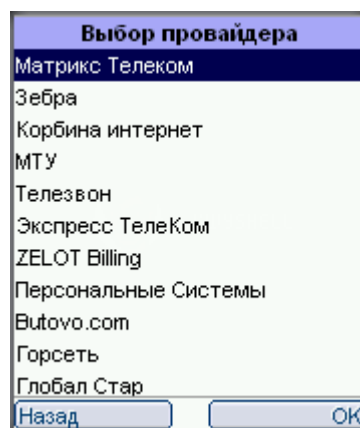 Выбор провайдера
Матрикс Телеком
Зебра
Корбина интернет
МТУ
Телезвон
Экспресс ТелеКом
ZELOT Billing
Персональные Системы
Butovo.com
Горсеть
Глобал Стар
Назад OK